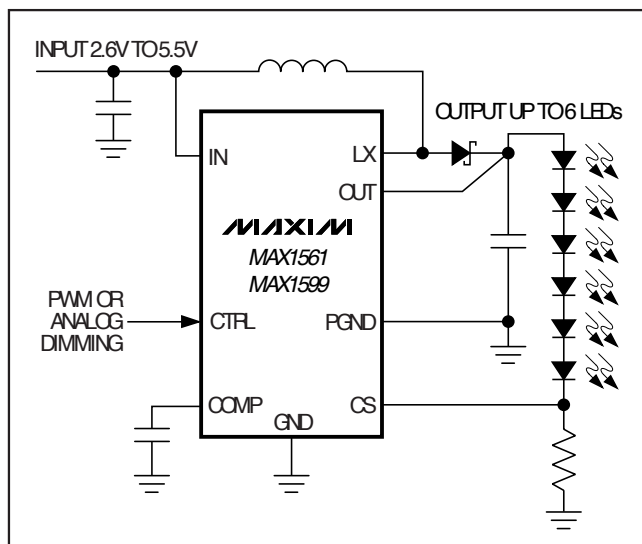 INPUT 2.6V TO 5.5V
OUTPUT UP TO 6 LEDs
IN
LX
OUT
MAXIM
MAX1561
MAX1599
PWM OR
ANALOG
DIMMING
CTRL
PGND
COMP
CS
GND